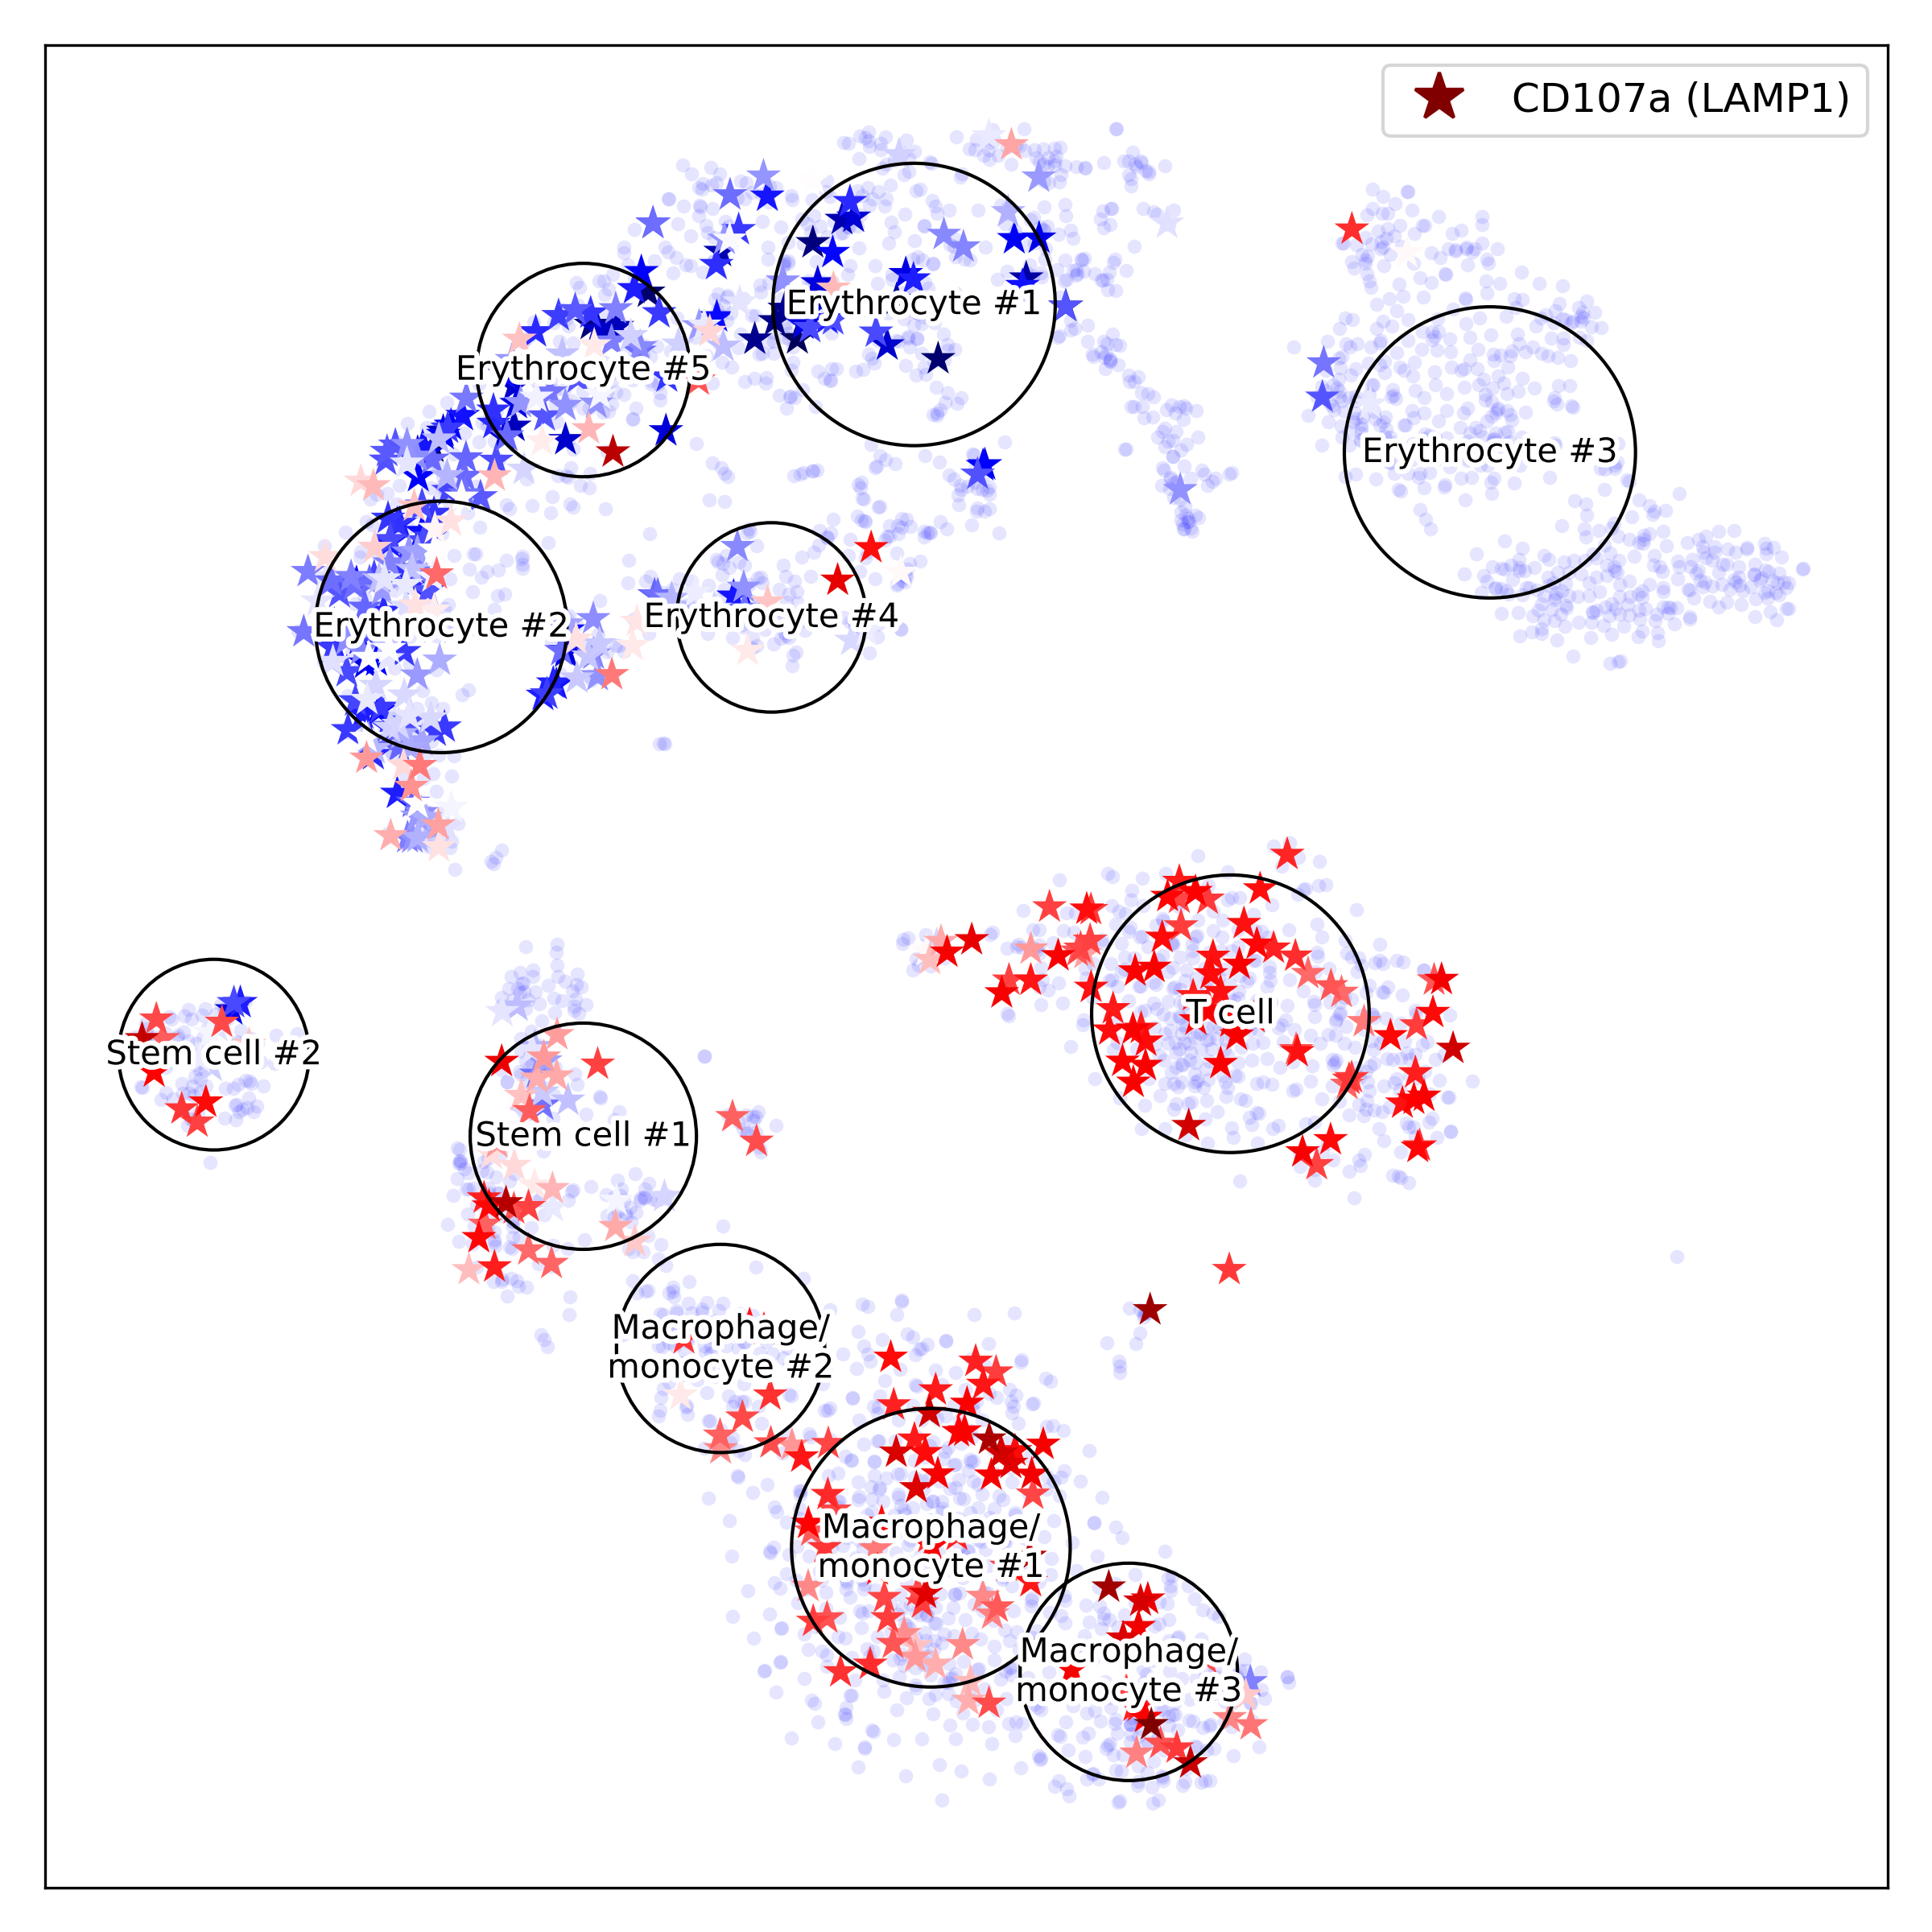 CD107a (LAMP1)
Erythrocyte #1
Erythrocyte #5
Erythrocyte #3
Erythrocyte #4
Erythrocyte #2
T cell
Stem cell #2
Stem cell #1
Macrophage/
monocyte #2
Macrophage/
monocyte #1
Macrophage/
monocyte #3